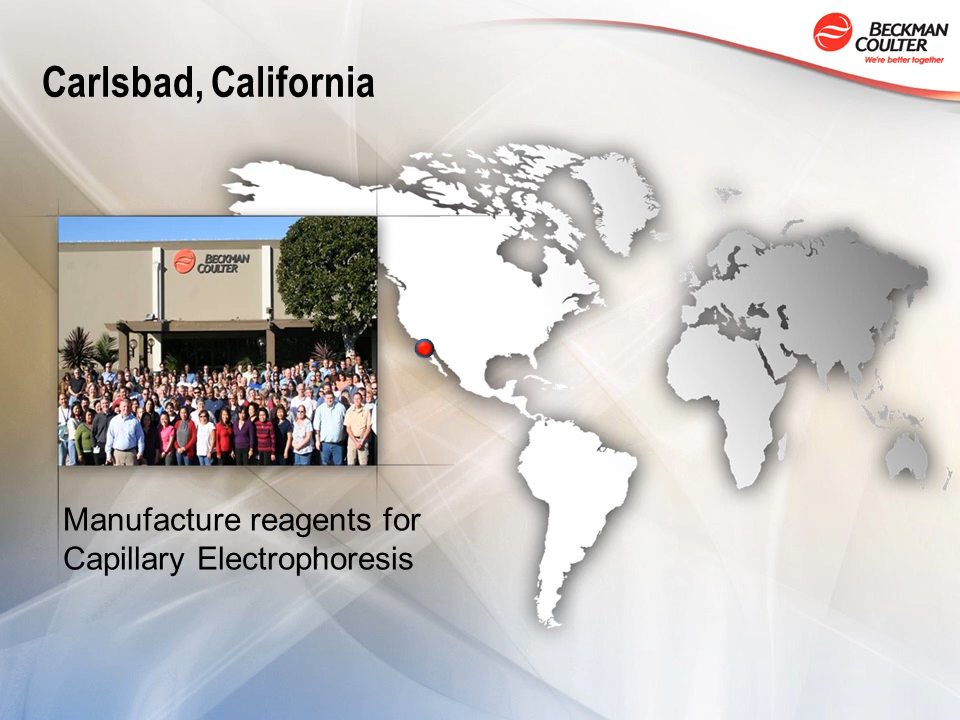 BECKMAN
COULTER
We're better together
Carlsbad, California
BECKMAN
COULTER
Manufacture reagents for
Capillary Electrophoresis